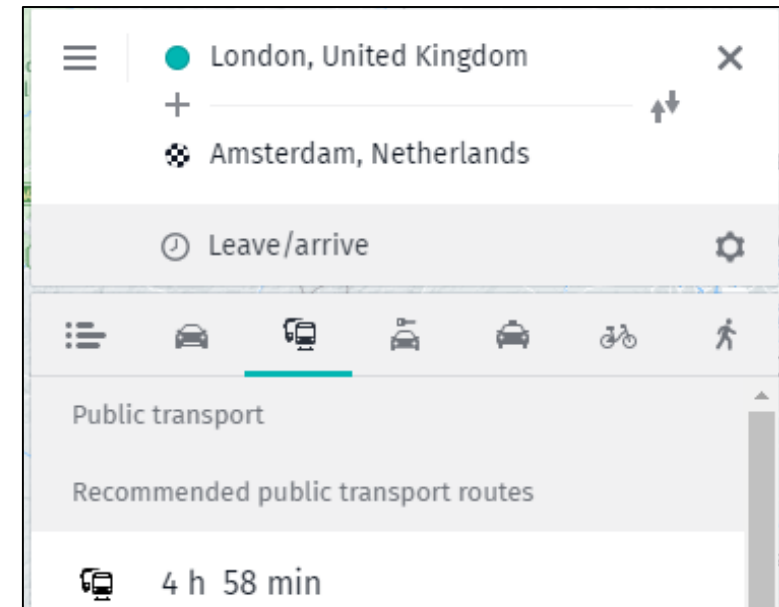 London, United Kingdom
Amsterdam, Netherlands
Leave/arrive
Public transport
Recommended public transport routes
4 h 58 min